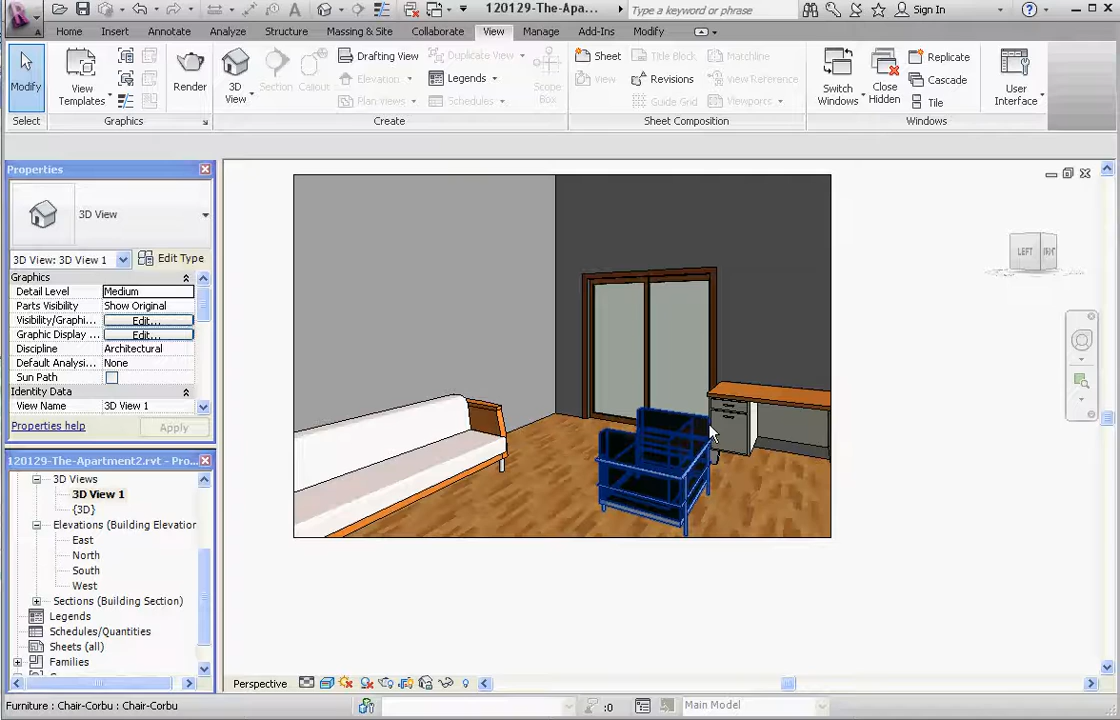 120129-The-Apa...
Type a keyword or phrase
Sign In
Home
Insert
Annotate
Analyze
Structure
Massing & Site
Collaborate
View
Manage
Add-Ins
Modify
Modify
View
Templates
Render
3D
View
Section
Callout
Drafting View
Elevation
Plan Views
Duplicate View
Legends
Schedules
Scope
Box
Sheet
View
Title Block
Revisions
Guide Grid
Matchline
View Reference
Viewports
Switch
Windows
Close
Hidden
Replicate
Cascade
Tile
User
Interface
Select
Graphics
Create
Sheet Composition
Windows
Properties
3D View
3D View: 3D View 1
Edit Type
Graphics
Detail Level Medium
Parts Visibility Show Original
Visibility/Graphi... Edit...
Graphic Display ... Edit...
Discipline Architectural
Default Analysi... None
Sun Path
Identity Data
View Name 3D View 1
Properties help
Apply
120129-The-Apartment2.rvt - Pro...
3D Views
3D View 1
{3D}
Elevations (Building Elevation
East
North
South
West
Sections (Building Section)
Legends
Schedules/Quantities
Sheets (all)
Families
LEFT
Perspective
Furniture : Chair-Corbu : Chair-Corbu
:0
Main Model